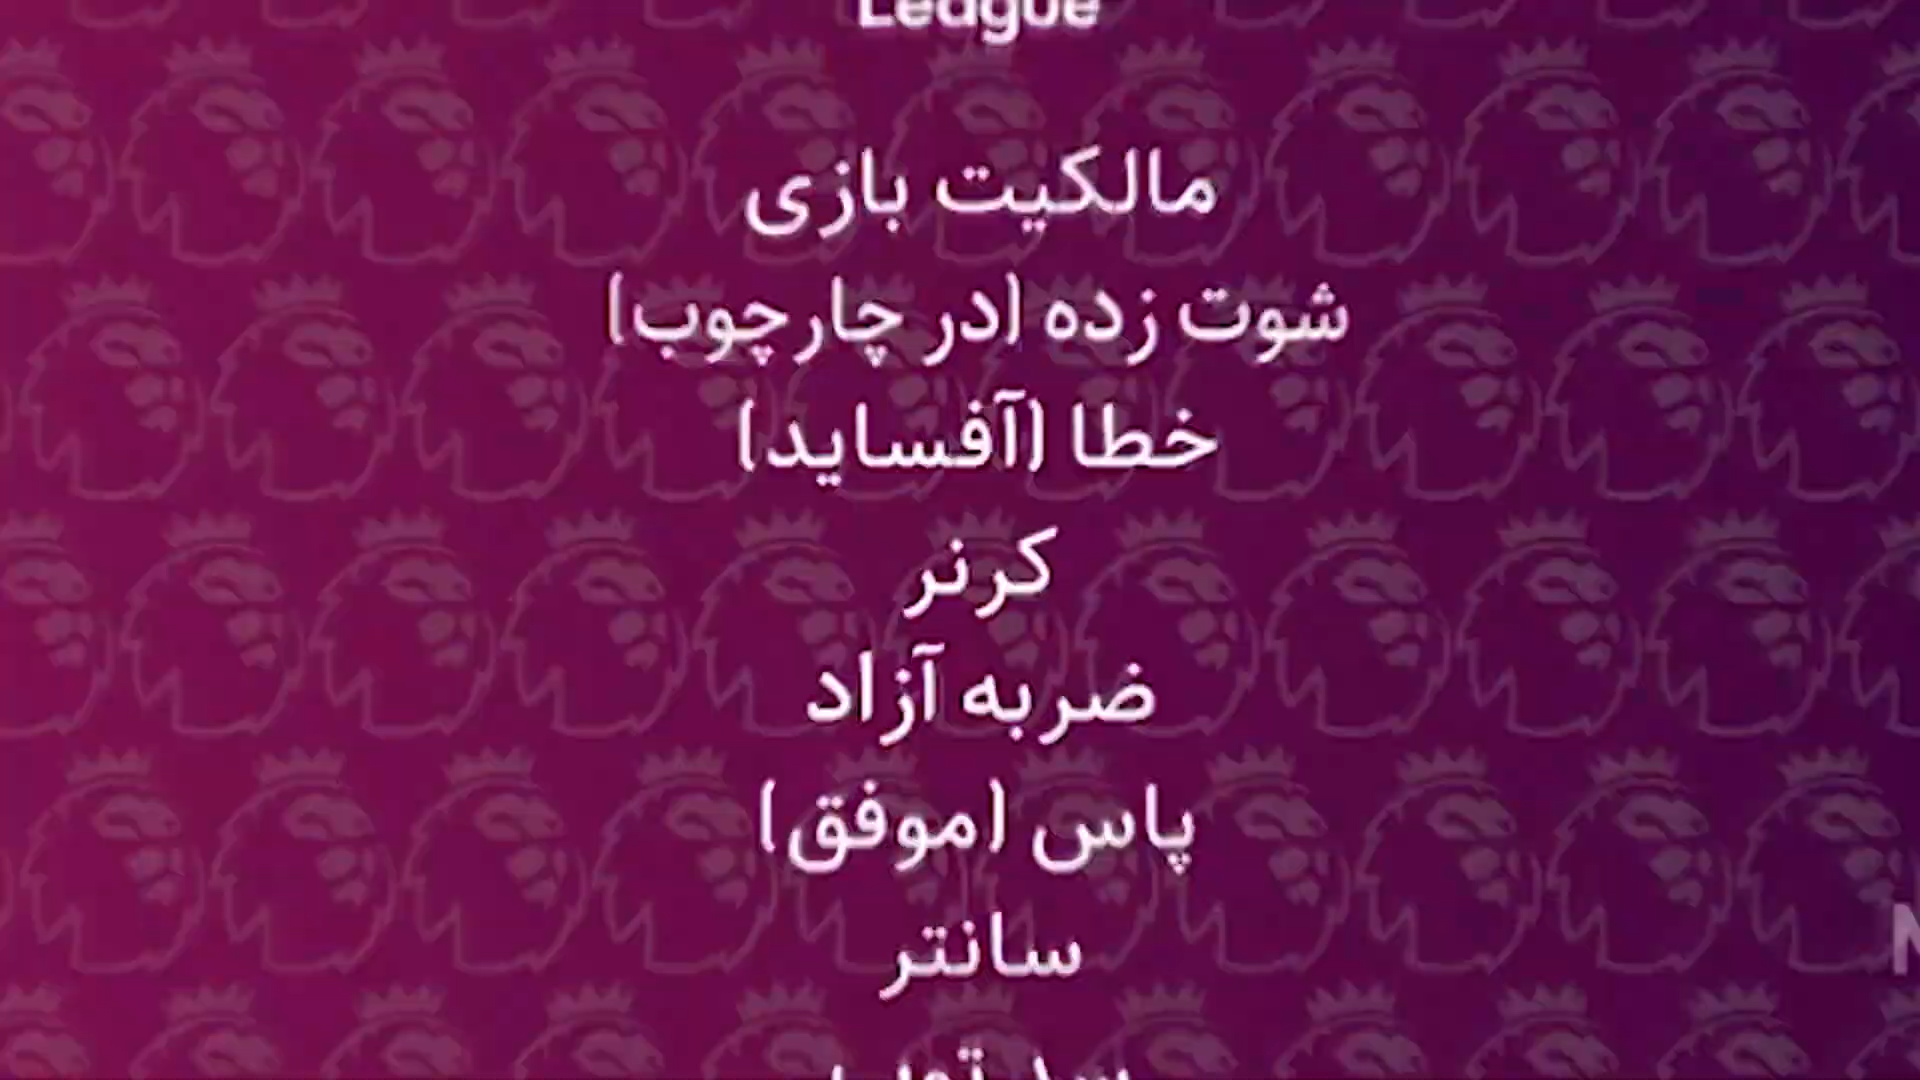 League
مالکیت بازی
شوت زده (در چارچوب)
خطا (آفساید)
کرنر
ضربه آزاد
پاس (موفق)
سانتر